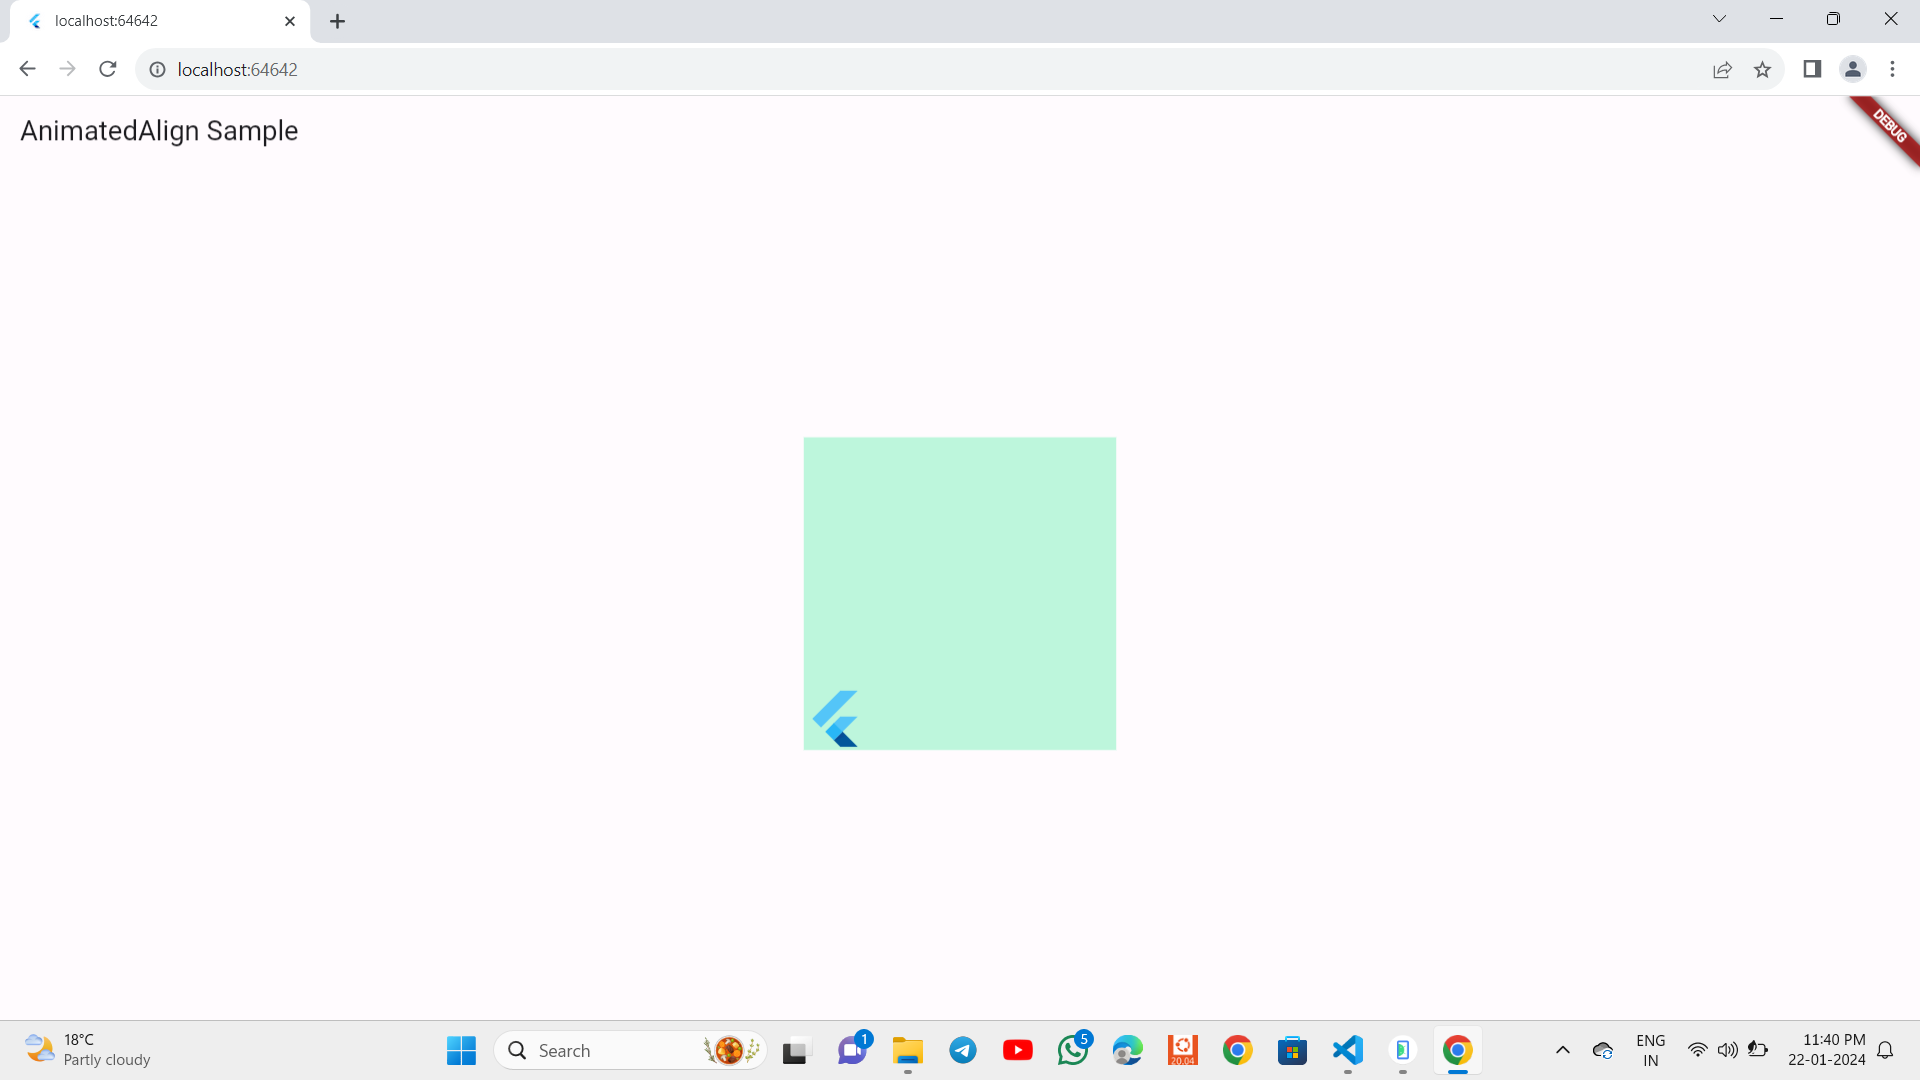 localhost:64642
localhost:64642
AnimatedAlign Sample
DEBUG
18°C
Partly cloudy
Search
1
5
20.04
ENG
IN
11:40 PM
22-01-2024